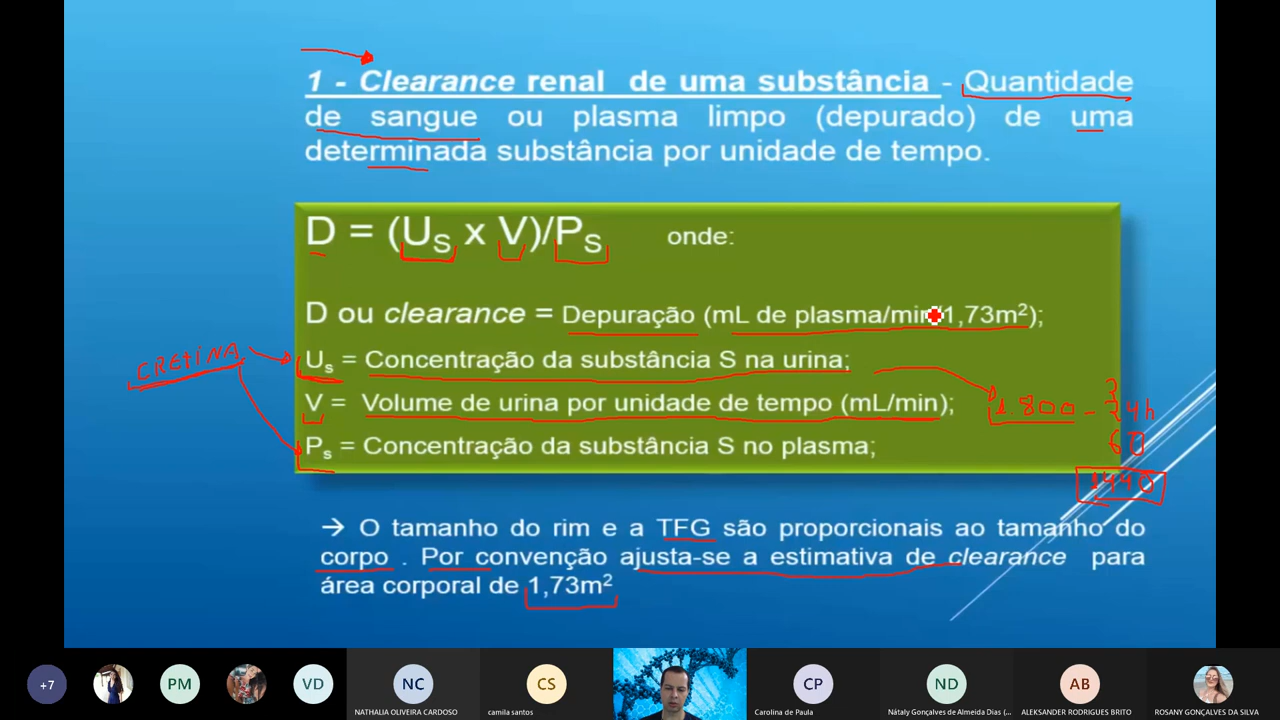 1 - Clearance renal de uma substância - Quantidade
de sangue ou plasma limpo (depurado) de uma
determinada substância por unidade de tempo.
D = (US x V)/PS onde:
D ou clearance = Depuração (mL de plasma/min/1,73m²);
CRETINA
Us = Concentração da substância S na urina;
V = Volume de urina por unidade de tempo (mL/min);
1.800 - 24h
Ps = Concentração da substância S no plasma;
60
1440
→ O tamanho do rim e a TFG são proporcionais ao tamanho do
corpo . Por convenção ajusta-se a estimativa de clearance para
área corporal de 1,73m²
+7
PM
VD
NC
NATHALIA OLIVEIRA CARDOSO
CS
camila santos
CP
Carolina de Paula
ND
Nátaly Gonçalves de Almeida Dias (...
AB
ALEKSANDER RODRIGUES BRITO
ROSANY GONÇALVES DA SILVA